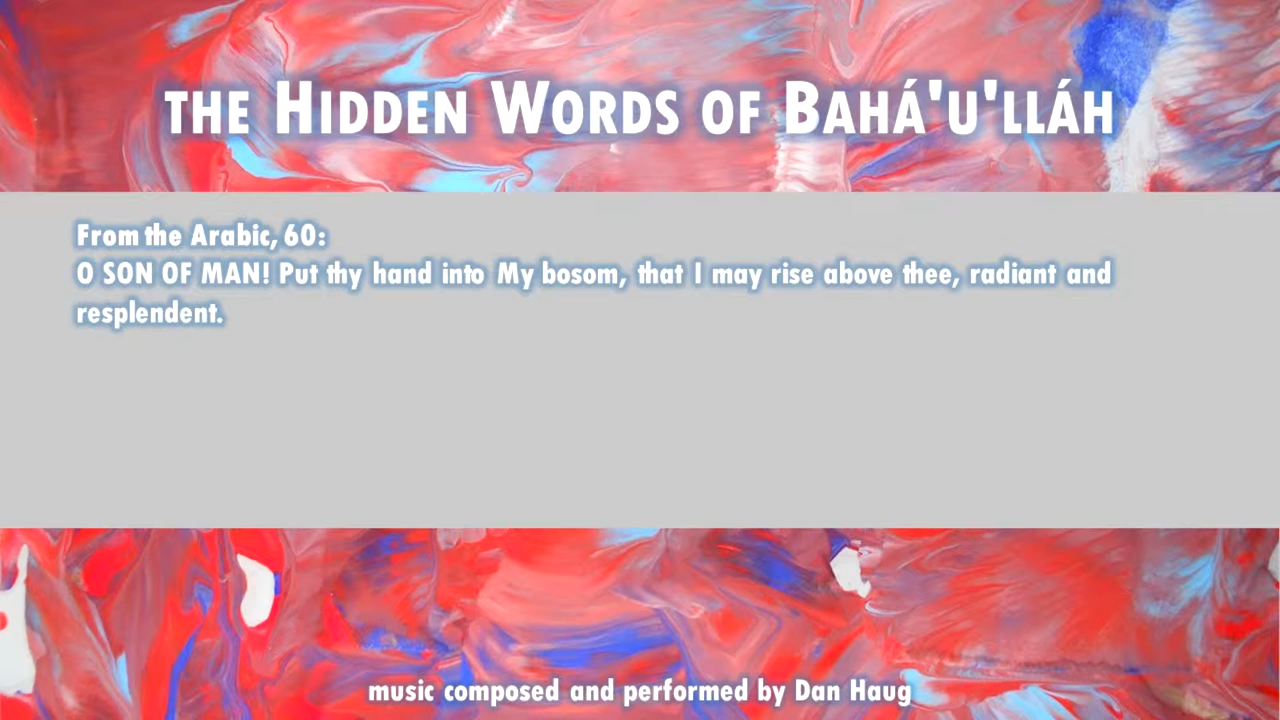 THE HIDDEN WORDS OF BAHÁ'U'LLÁH
From the Arabic, 60:
O SON OF MAN! Put thy hand into My bosom, that I may rise above thee, radiant and
resplendent.
music composed and performed by Dan Haug